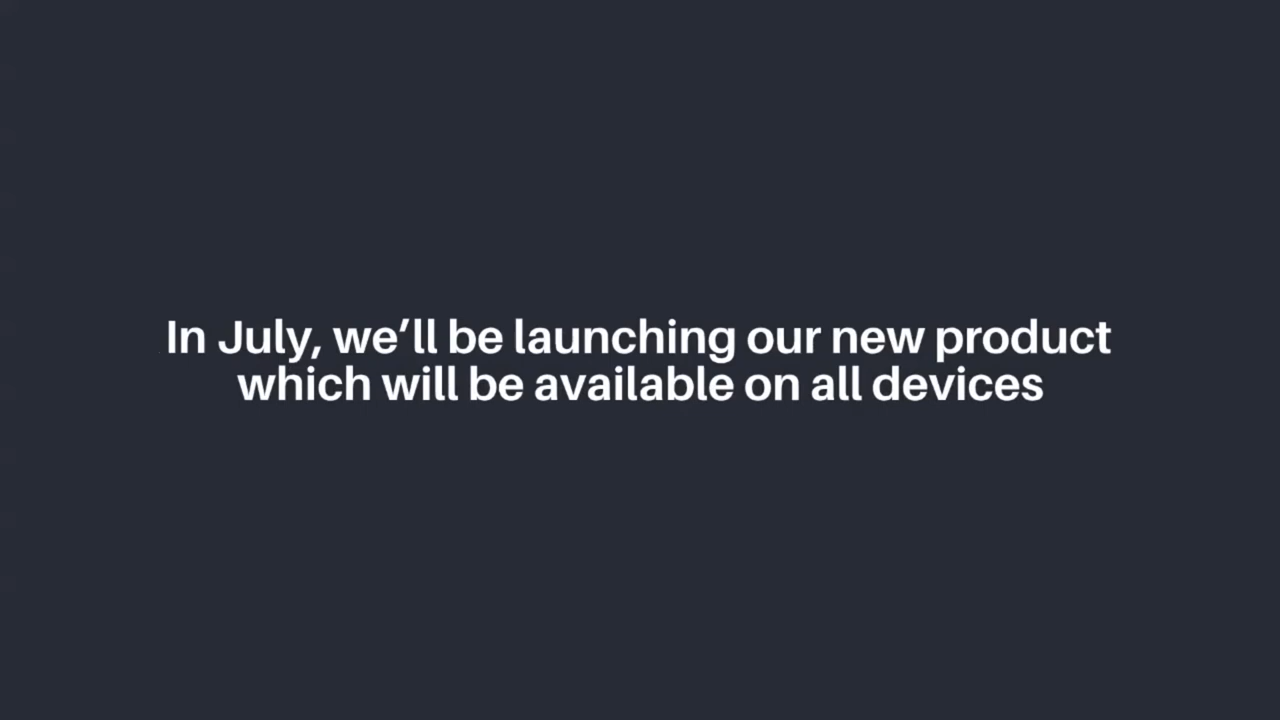 In July, we’ll be launching our new product
which will be available on all devices